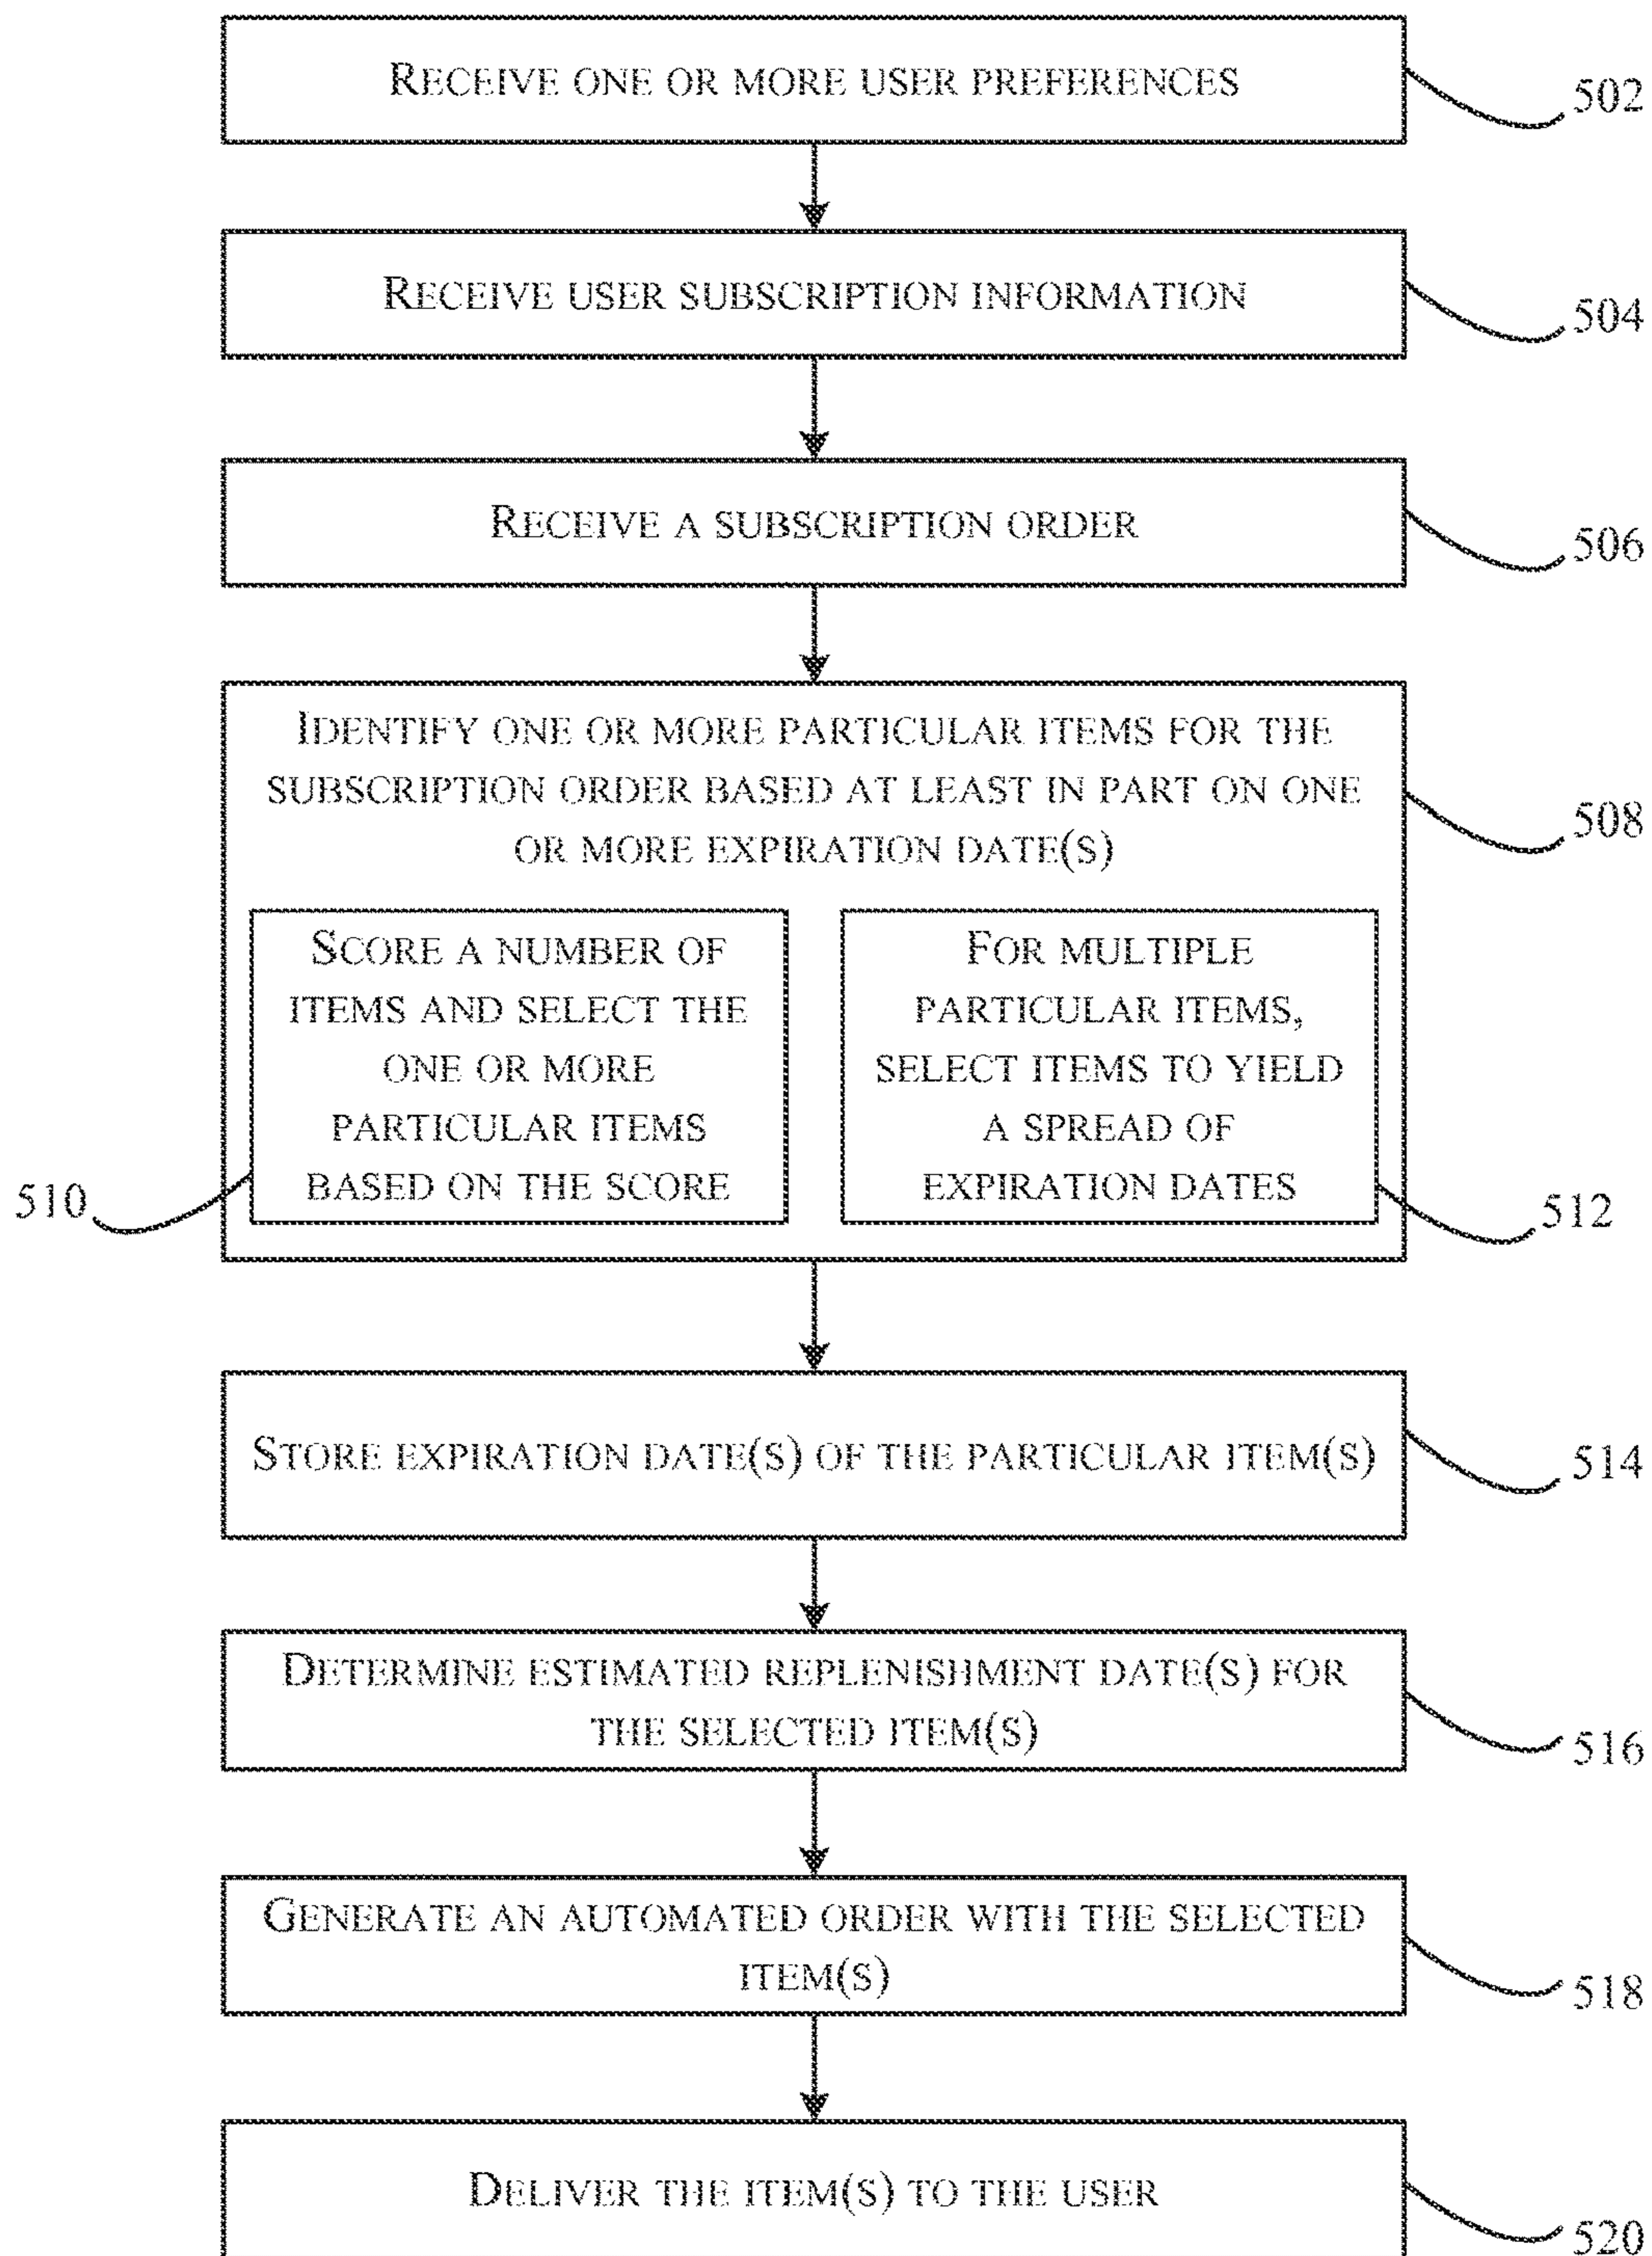 RECEIVE ONE OR MORE USER PREFERENCES
502
RECEIVE USER SUBSCRIPTION INFORMATION
504
RECEIVE A SUBSCRIPTION ORDER
506
IDENTIFY ONE OR MORE PARTICULAR ITEMS FOR THE
SUBSCRIPTION ORDER BASED AT LEAST IN PART ON ONE
OR MORE EXPIRATION DATE(S)
508
SCORE A NUMBER OF
ITEMS AND SELECT THE
ONE OR MORE
PARTICULAR ITEMS
BASED ON THE SCORE
510
FOR MULTIPLE
PARTICULAR ITEMS,
SELECT ITEMS TO YIELD
A SPREAD OF
EXPIRATION DATES
512
STORE EXPIRATION DATE(S) OF THE PARTICULAR ITEM(S)
514
DETERMINE ESTIMATED REPLENISHMENT DATE(S) FOR
THE SELECTED ITEM(S)
516
GENERATE AN AUTOMATED ORDER WITH THE SELECTED
ITEM(S)
518
DELIVER THE ITEM(S) TO THE USER
520